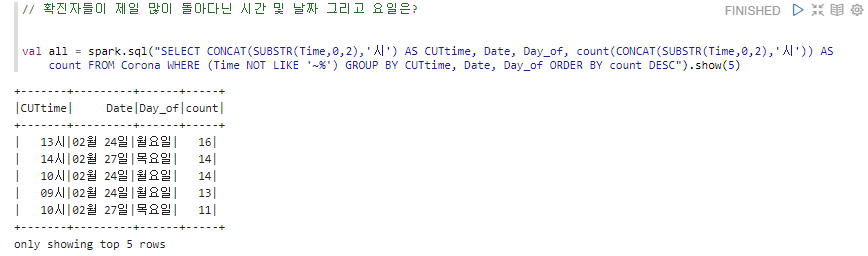 // 확진자들이 제일 많이 돌아다닌 시간 및 날짜 그리고 요일은?
FINISHED
val all = spark.sql("SELECT CONCAT(SUBSTR(Time,0,2),'시') AS CUTtime, Date, Day_of, count(CONCAT(SUBSTR(Time,0,2),'시')) AS
count FROM Corona WHERE (Time NOT LIKE '~%') GROUP BY CUTtime, Date, Day_of ORDER BY count DESC").show(5)
+-------+---------+------+-----+
|CUTtime|     Date|Day_of|count|
+-------+---------+------+-----+
|    13시|02월 24일|월요일|   16|
|    14시|02월 27일|목요일|   14|
|    10시|02월 24일|월요일|   14|
|    09시|02월 24일|월요일|   13|
|    10시|02월 27일|목요일|   11|
+-------+---------+------+-----+
only showing top 5 rows